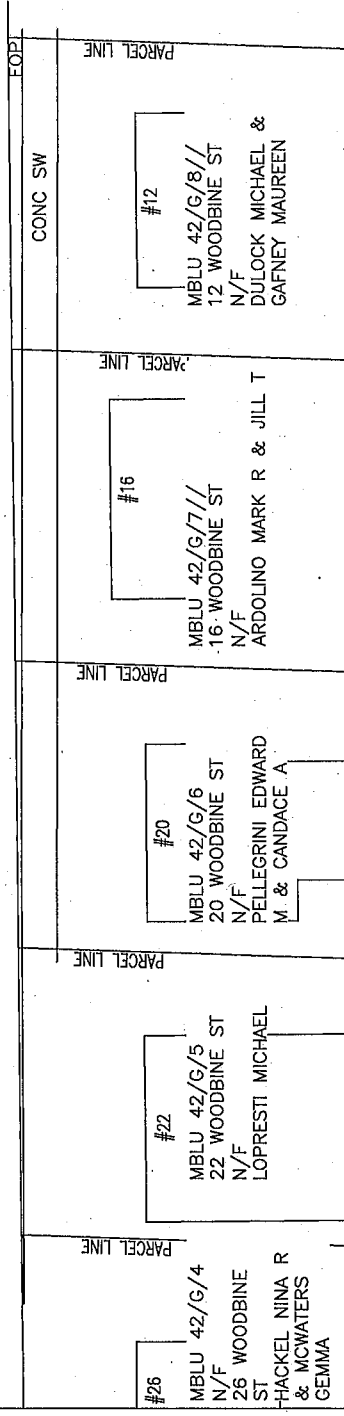 EOP
CONC SW
PARCEL LINE
#12
MBLU 42/G/8//
12 WOODBINE ST
N/F
DULOCK MICHAEL &
GAFNEY MAUREEN
PARCEL LINE
#16
MBLU 42/G/7//
16 WOODBINE ST
N/F
ARDOLINO MARK R & JILL T
PARCEL LINE
#20
MBLU 42/G/6
20 WOODBINE ST
N/F
PELLEGRINI EDWARD
M & CANDACE A
PARCEL LINE
#22
MBLU 42/G/5
22 WOODBINE ST
N/F
LOPRESTI MICHAEL
PARCEL LINE
#26
MBLU 42/G/4
N/F
26 WOODBINE
ST
HACKEL NINA R
& MCWATERS
GEMMA